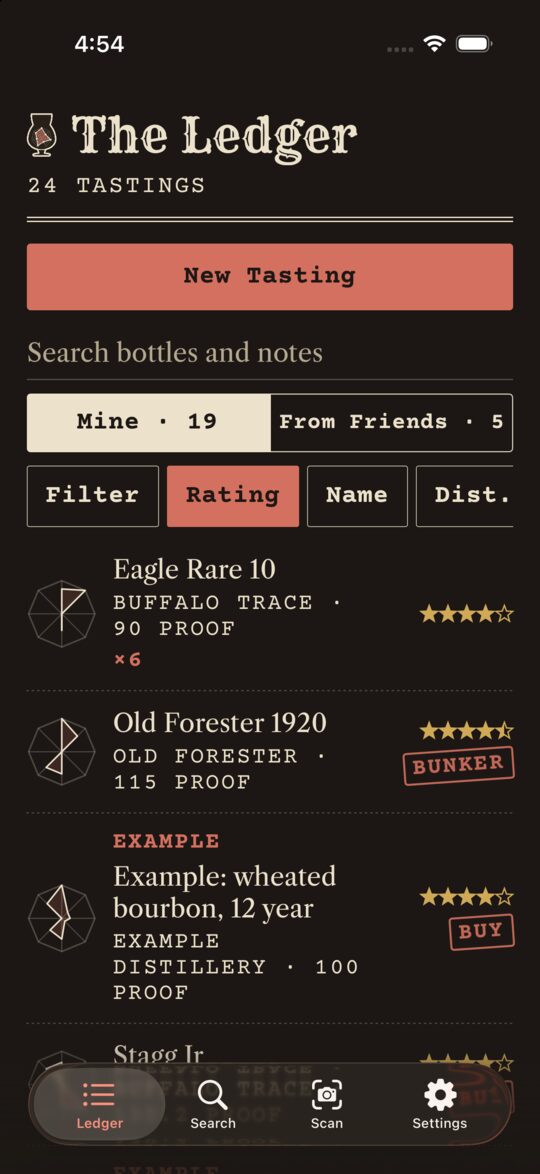 4:54
The Ledger
24 TASTINGS
New Tasting
Search bottles and notes
Mine · 19
From Friends · 5
Filter
Rating
Name
Dist.
Eagle Rare 10
BUFFALO TRACE ·
90 PROOF
×6
Old Forester 1920
OLD FORESTER ·
115 PROOF
BUNKER
EXAMPLE
Example: wheated
bourbon, 12 year
EXAMPLE
DISTILLERY · 100
PROOF
BUY
Stagg Jr
Ledger
Search
Scan
Settings